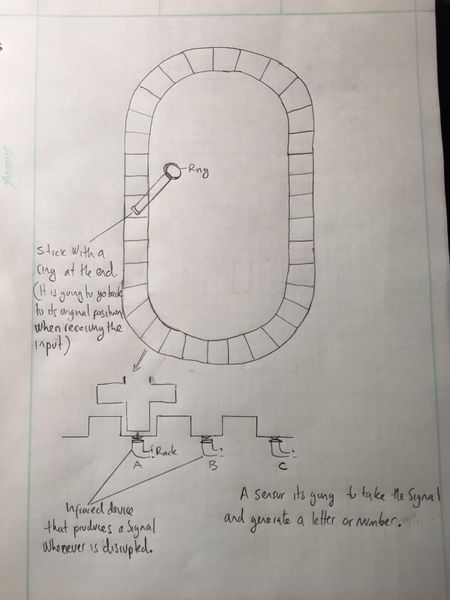 Ring
Stick with a
ring at the end.
(It is going to go back
to its original position
when receiving the
input)
Rack
A
B
C
Infrared device
that produces a Signal
Whenever is disrupted.
A sensor its gung to take the signal
and generate a letter or number.